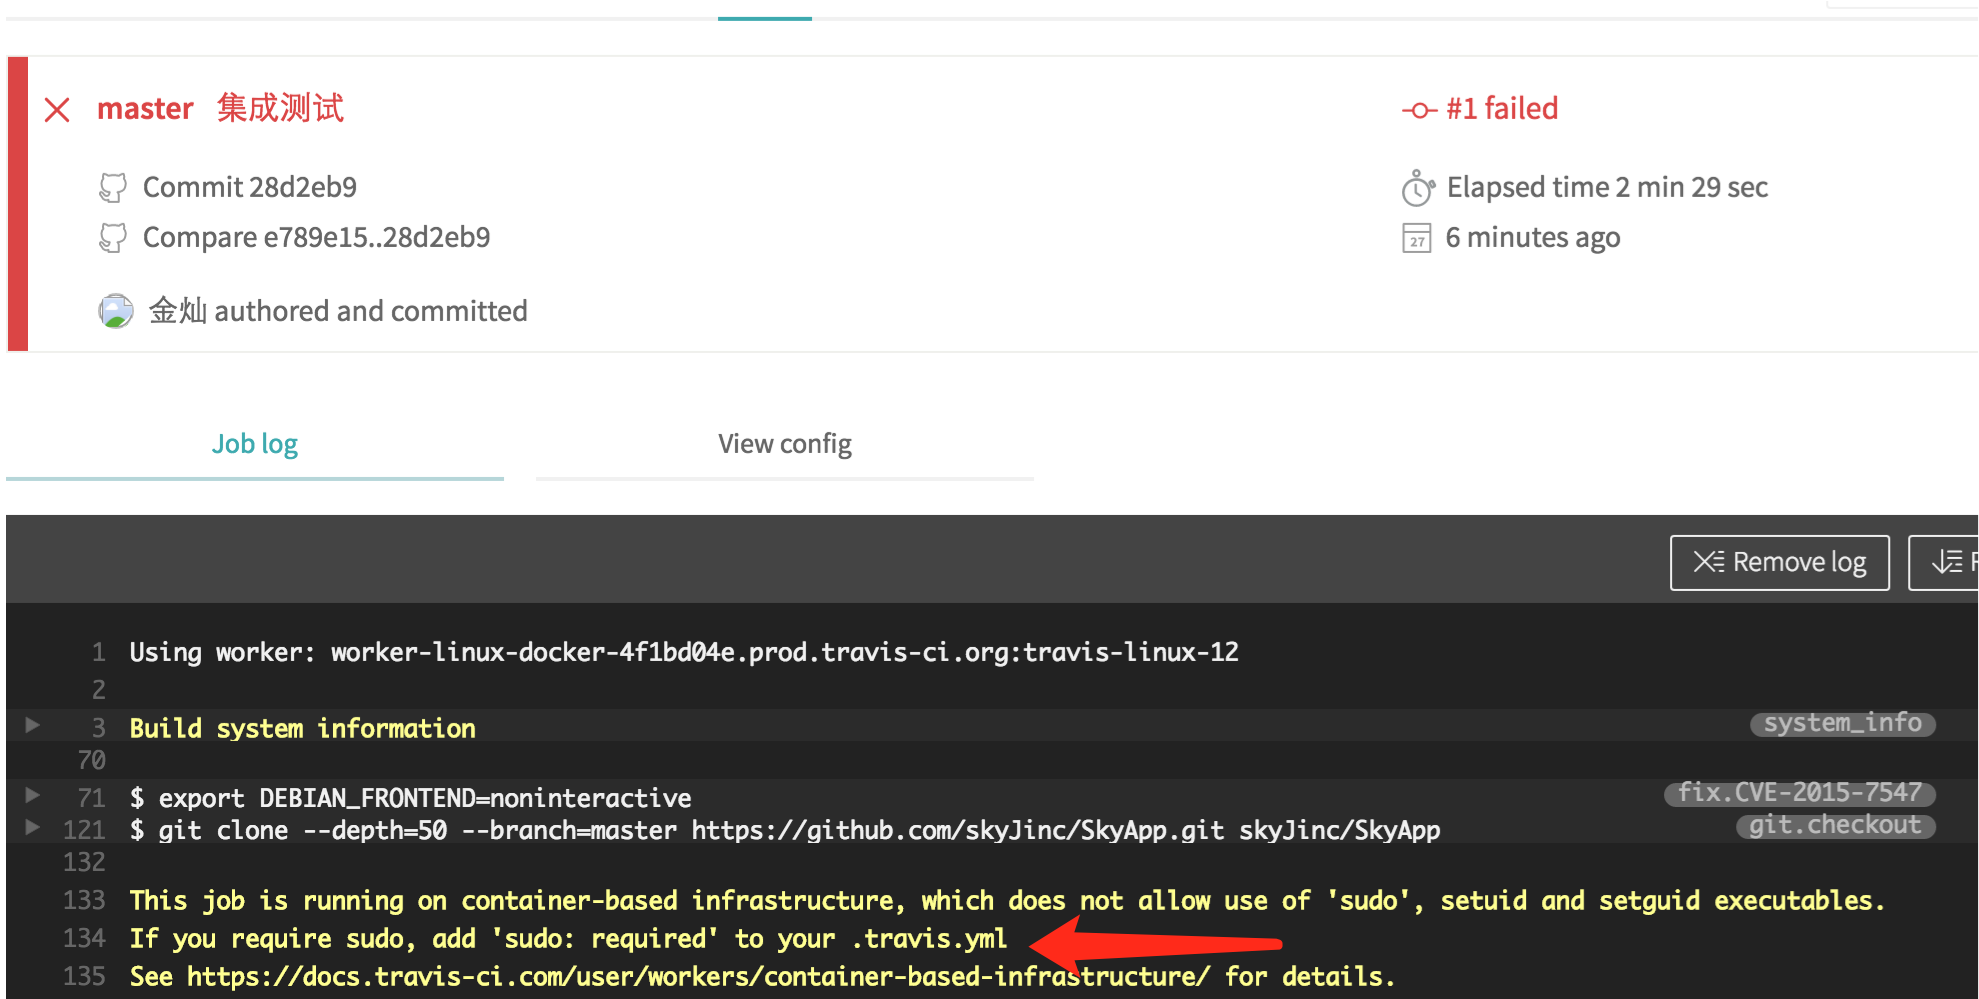 master 集成测试
#1 failed
Commit 28d2eb9
Elapsed time 2 min 29 sec
Compare e789e15..28d2eb9
27
6 minutes ago
金灿 authored and committed
Job log
View config
Remove log
1 Using worker: worker-linux-docker-4f1bd04e.prod.travis-ci.org:travis-linux-12
2
3 Build system information
system_info
70
71 $ export DEBIAN_FRONTEND=noninteractive
fix.CVE-2015-7547
121 $ git clone --depth=50 --branch=master https://github.com/skyJinc/SkyApp.git skyJinc/SkyApp
git.checkout
132
133 This job is running on container-based infrastructure, which does not allow use of 'sudo', setuid and setguid executables.
134 If you require sudo, add 'sudo: required' to your .travis.yml
135 See https://docs.travis-ci.com/user/workers/container-based-infrastructure/ for details.